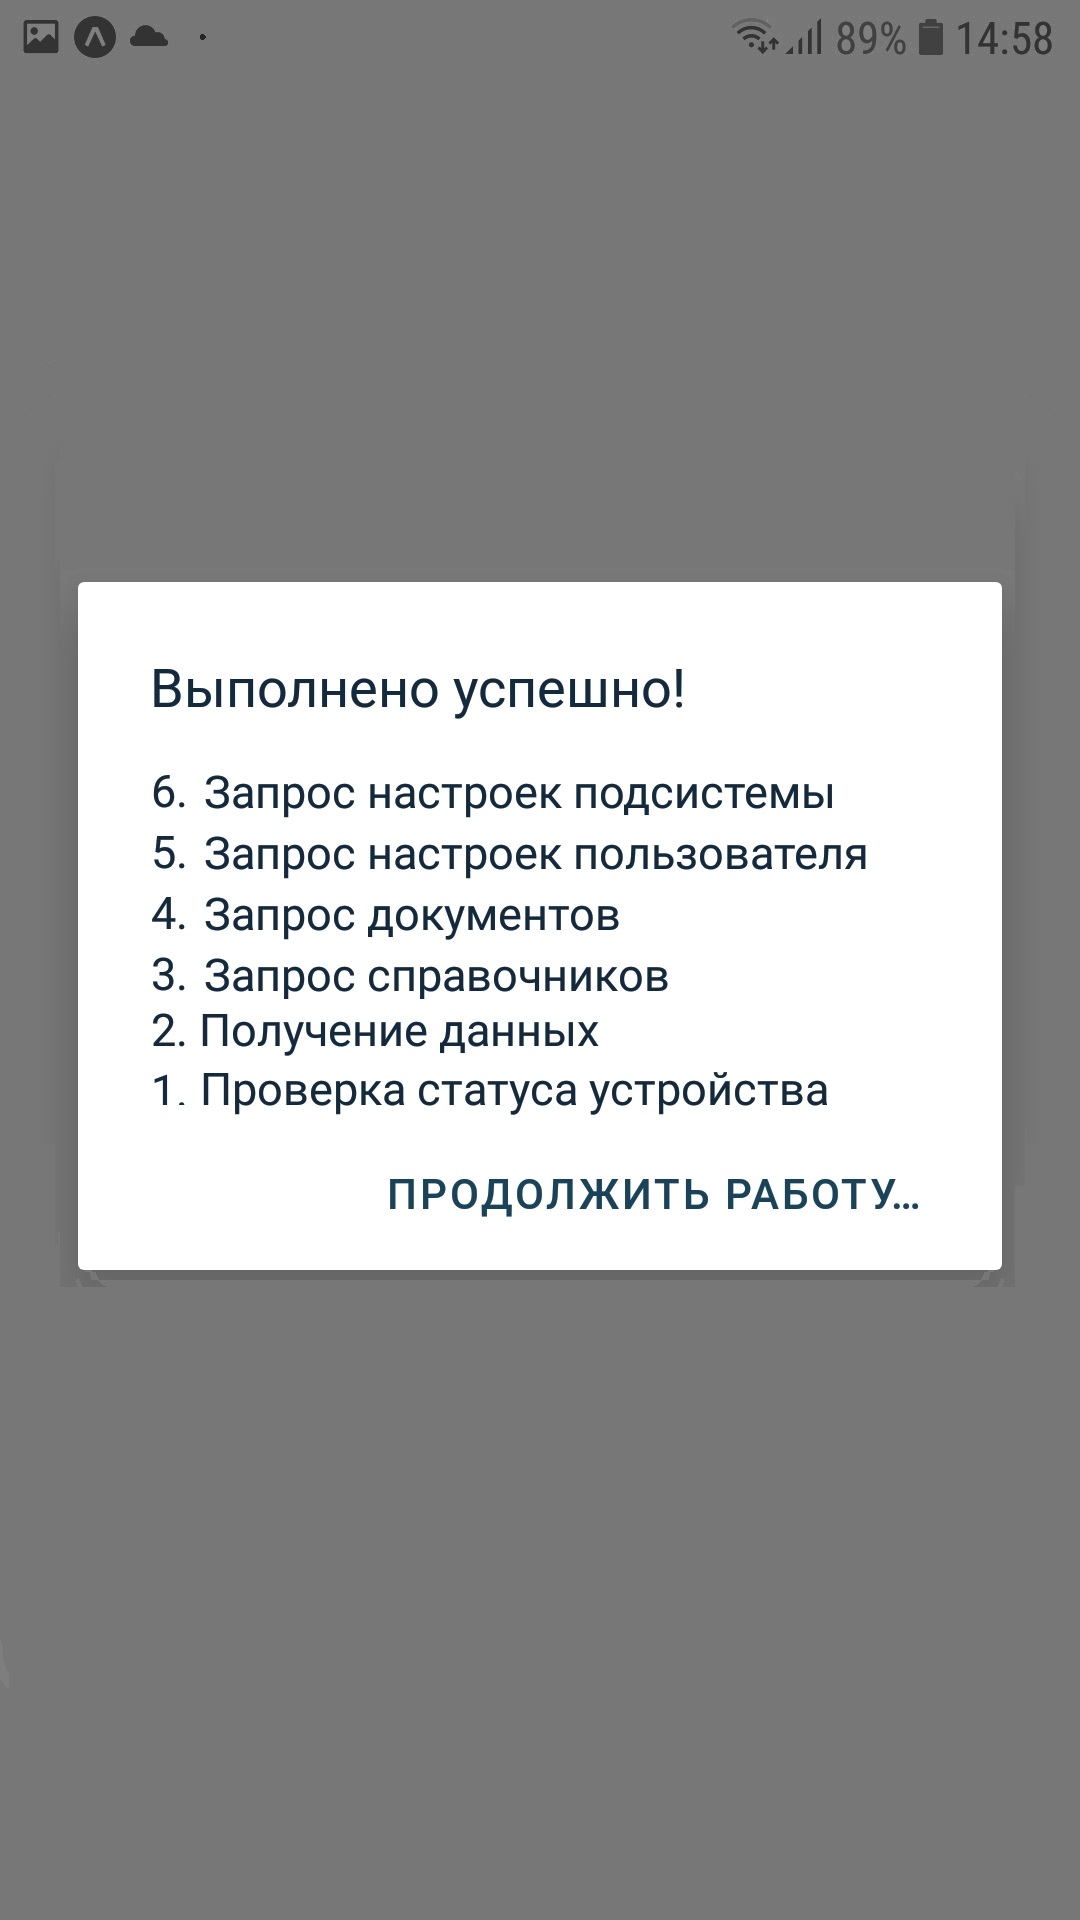 89% 14:58
Выполнено успешно!
6. Запрос настроек подсистемы
5. Запрос настроек пользователя
4. Запрос документов
3. Запрос справочников
2. Получение данных
1. Проверка статуса устройства
ПРОДОЛЖИТЬ РАБОТУ...